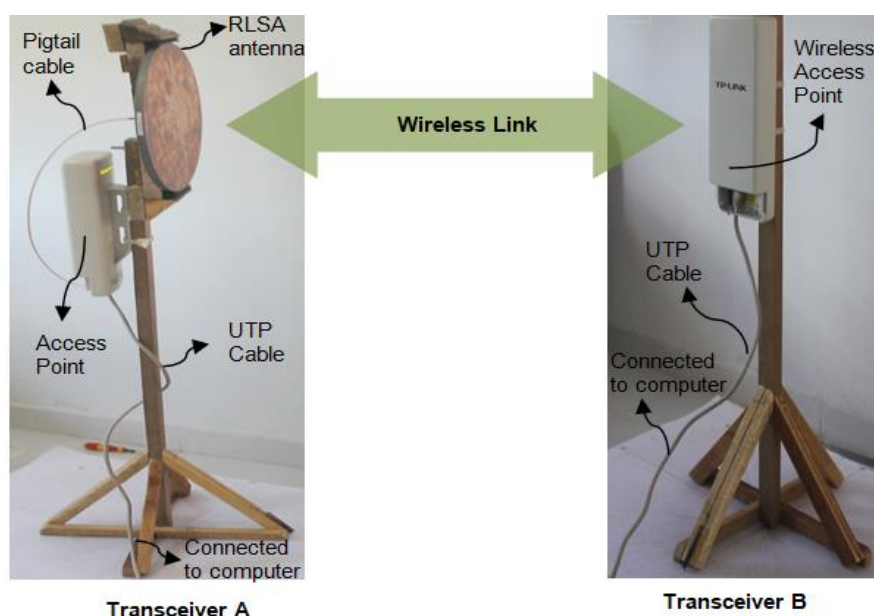 RLSA
antenna
Pigtail
cable
Access
Point
UTP
Cable
Connected
to computer
Transceiver A
Wireless Link
Wireless
Access
Point
TP-LINK
UTP
Cable
Connected
to computer
Transceiver B